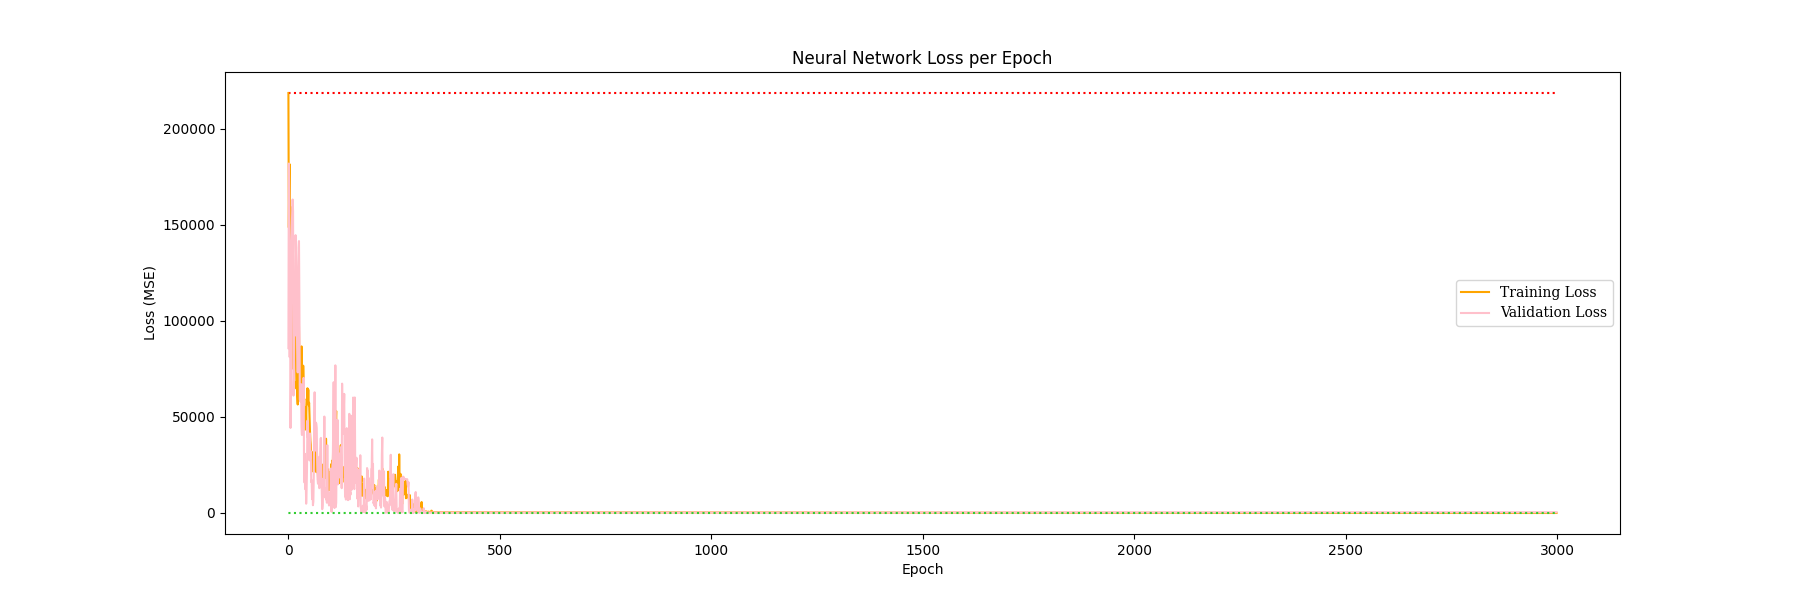 Neural Network Loss per Epoch
Loss (MSE)
200000
150000
100000
50000
0
Training Loss
Validation Loss
0 500 1000 1500 2000 2500 3000
Epoch